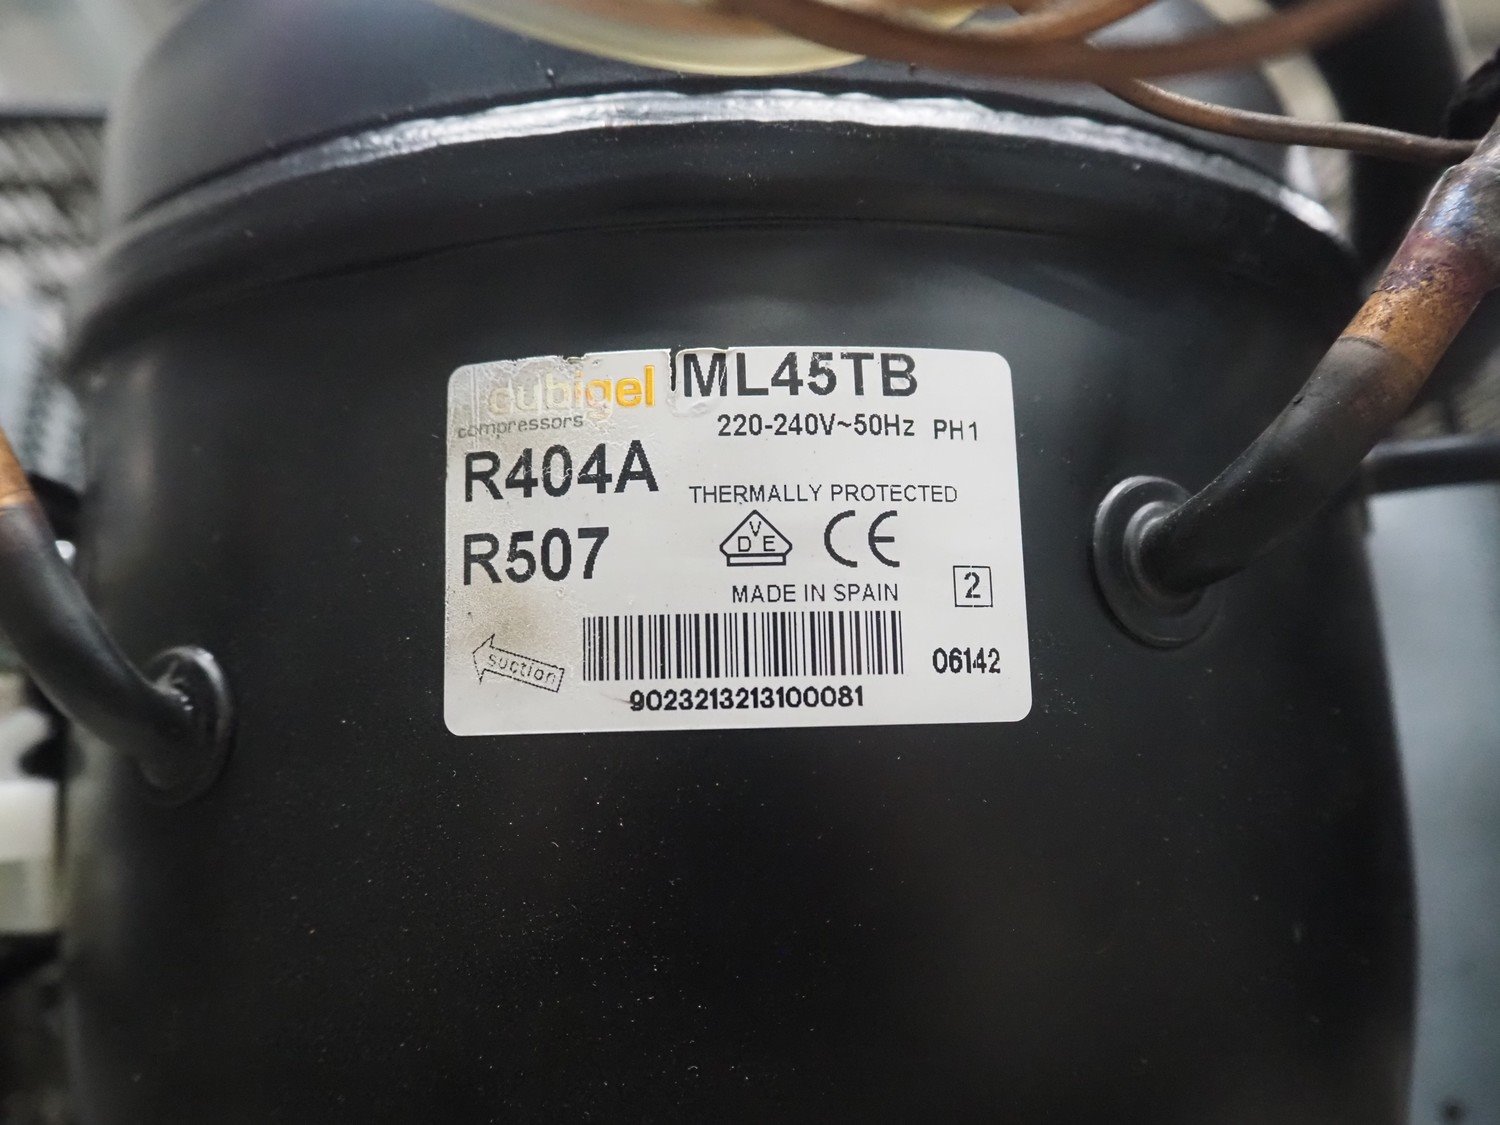 cubigel ML45TB
compressors
220-240V~50Hz PH1
R404A
THERMALLY PROTECTED
R507
VDE CE
MADE IN SPAIN
2
suction
06142
9023213213100081